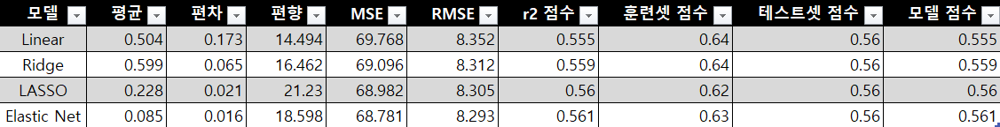 모델 평균 편차 편향 MSE RMSE r2 점수 훈련셋 점수 테스트셋 점수 모델 점수
Linear 0.504 0.173 14.494 69.768 8.352 0.555 0.64 0.56 0.555
Ridge 0.599 0.065 16.462 69.096 8.312 0.559 0.64 0.56 0.559
LASSO 0.228 0.021 21.23 68.982 8.305 0.56 0.62 0.56 0.56
Elastic Net 0.085 0.016 18.598 68.781 8.293 0.561 0.63 0.56 0.561